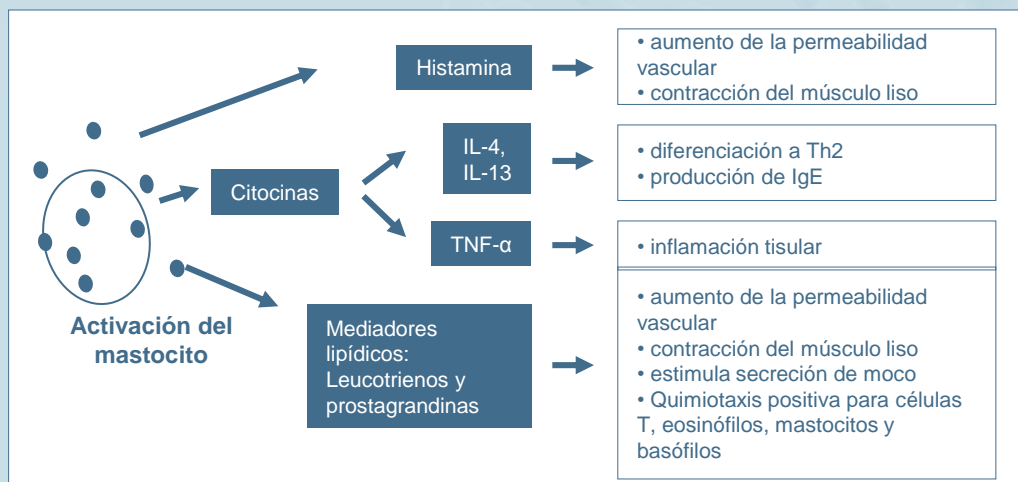 Histamina
• aumento de la permeabilidad
vascular
• contracción del músculo liso
IL-4,
IL-13
• diferenciación a Th2
• producción de IgE
Citocinas
TNF-α
• inflamación tisular
Activación del
mastocito
Mediadores
lipídicos:
Leucotrienos y
prostagrandinas
• aumento de la permeabilidad
vascular
• contracción del músculo liso
• estimula secreción de moco
• Quimiotaxis positiva para células
T, eosinófilos, mastocitos y
basófilos